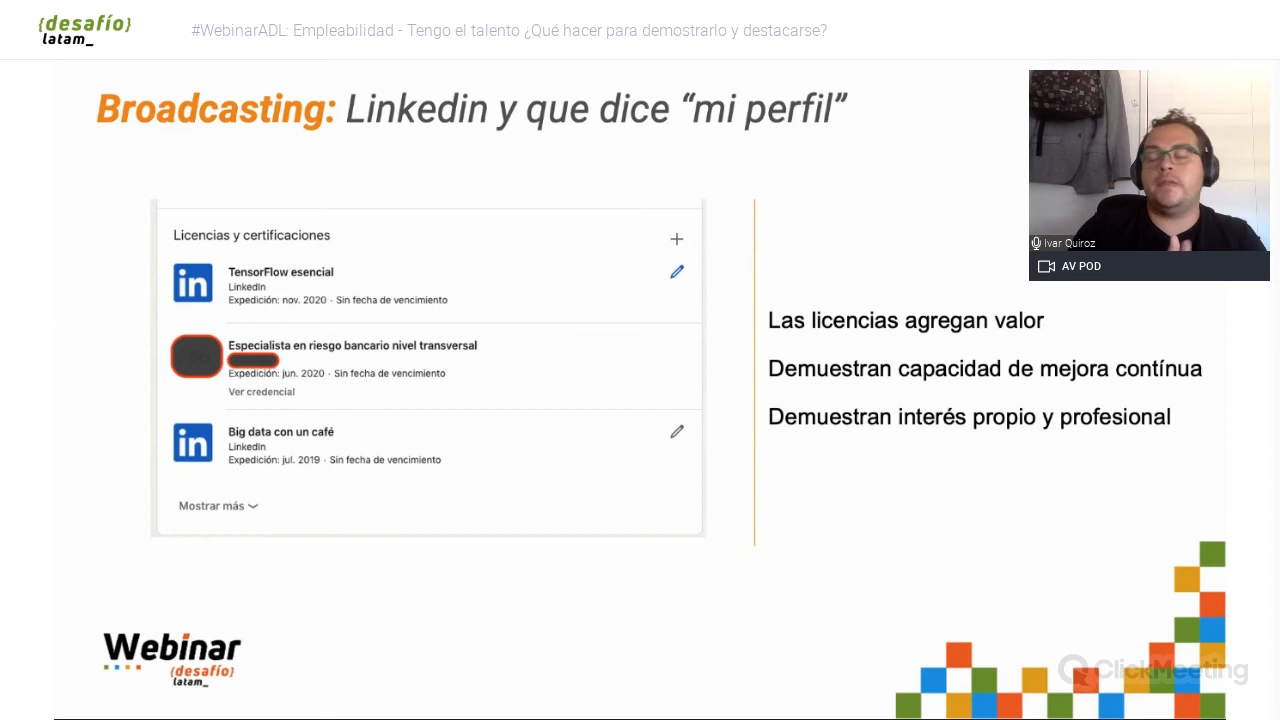 {desafío}
latam_
#WebinarADL: Empleabilidad - Tengo el talento ¿Qué hacer para demostrarlo y destacarse?
Broadcasting: Linkedin y que dice “mi perfil”
Ivar Quiroz
AV POD
Licencias y certificaciones
in
TensorFlow esencial
LinkedIn
Expedición: nov. 2020 · Sin fecha de vencimiento
Especialista en riesgo bancario nivel transversal
Expedición: jun. 2020 · Sin fecha de vencimiento
Ver credencial
in
Big data con un café
LinkedIn
Expedición: jul. 2019 · Sin fecha de vencimiento
Mostrar más
Las licencias agregan valor
Demuestran capacidad de mejora contínua
Demuestran interés propio y profesional
Webinar
{desafío}
latam_
ClickMeeting